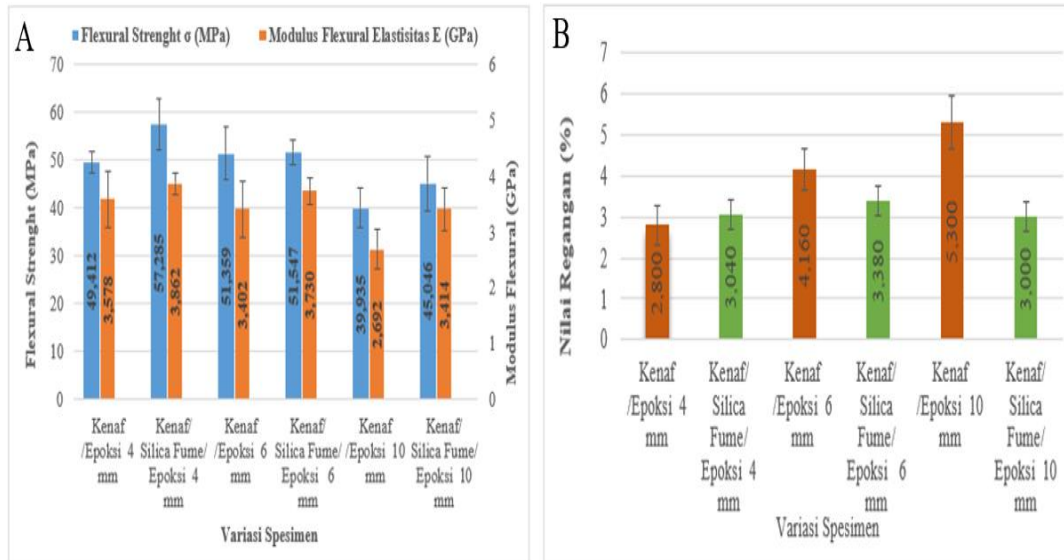 A
Flexural Strenght σ (MPa)
Modulus Flexural Elastisitas E (GPa)
Flexural Strenght (MPa)
70
60
50
40
30
20
10
0
49,412
3,578
57,285
3,862
51,359
3,402
51,547
3,730
39,935
2,692
45,046
3,414
6
5
4
3
2
1
0
Modulus Flexural (GPa)
Kenaf
/Epoksi 4
mm
Kenaf/
Silica Fume/
Epoksi 4
mm
Kenaf
/Epoksi 6
mm
Kenaf/
Silica Fume/
Epoksi 6
mm
Kenaf
/Epoksi 10
mm
Kenaf/
Silica Fume/
Epoksi 10
mm
Variasi Spesimen
B
Nilai Regangan (%)
7
6
5
4
3
2
1
0
2,800
3,040
4,160
3,380
5,300
3,000
Kenaf
/Epoksi 4
mm
Kenaf/
Silica
Fume/
Epoksi 4
mm
Kenaf
/Epoksi 6
mm
Kenaf/
Silica
Fume/
Epoksi 6
mm
Kenaf
/Epoksi 10
mm
Kenaf/
Silica
Fume/
Epoksi 10
mm
Variasi Spesimen